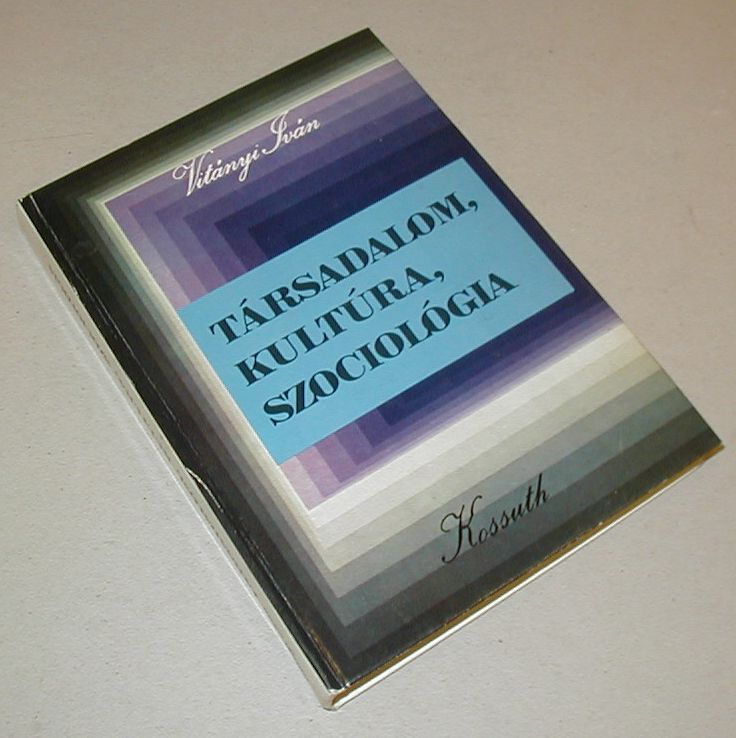 Vitányi Iván
TÁRSADALOM,
KULTÚRA,
SZOCIOLÓGIA
Kossuth